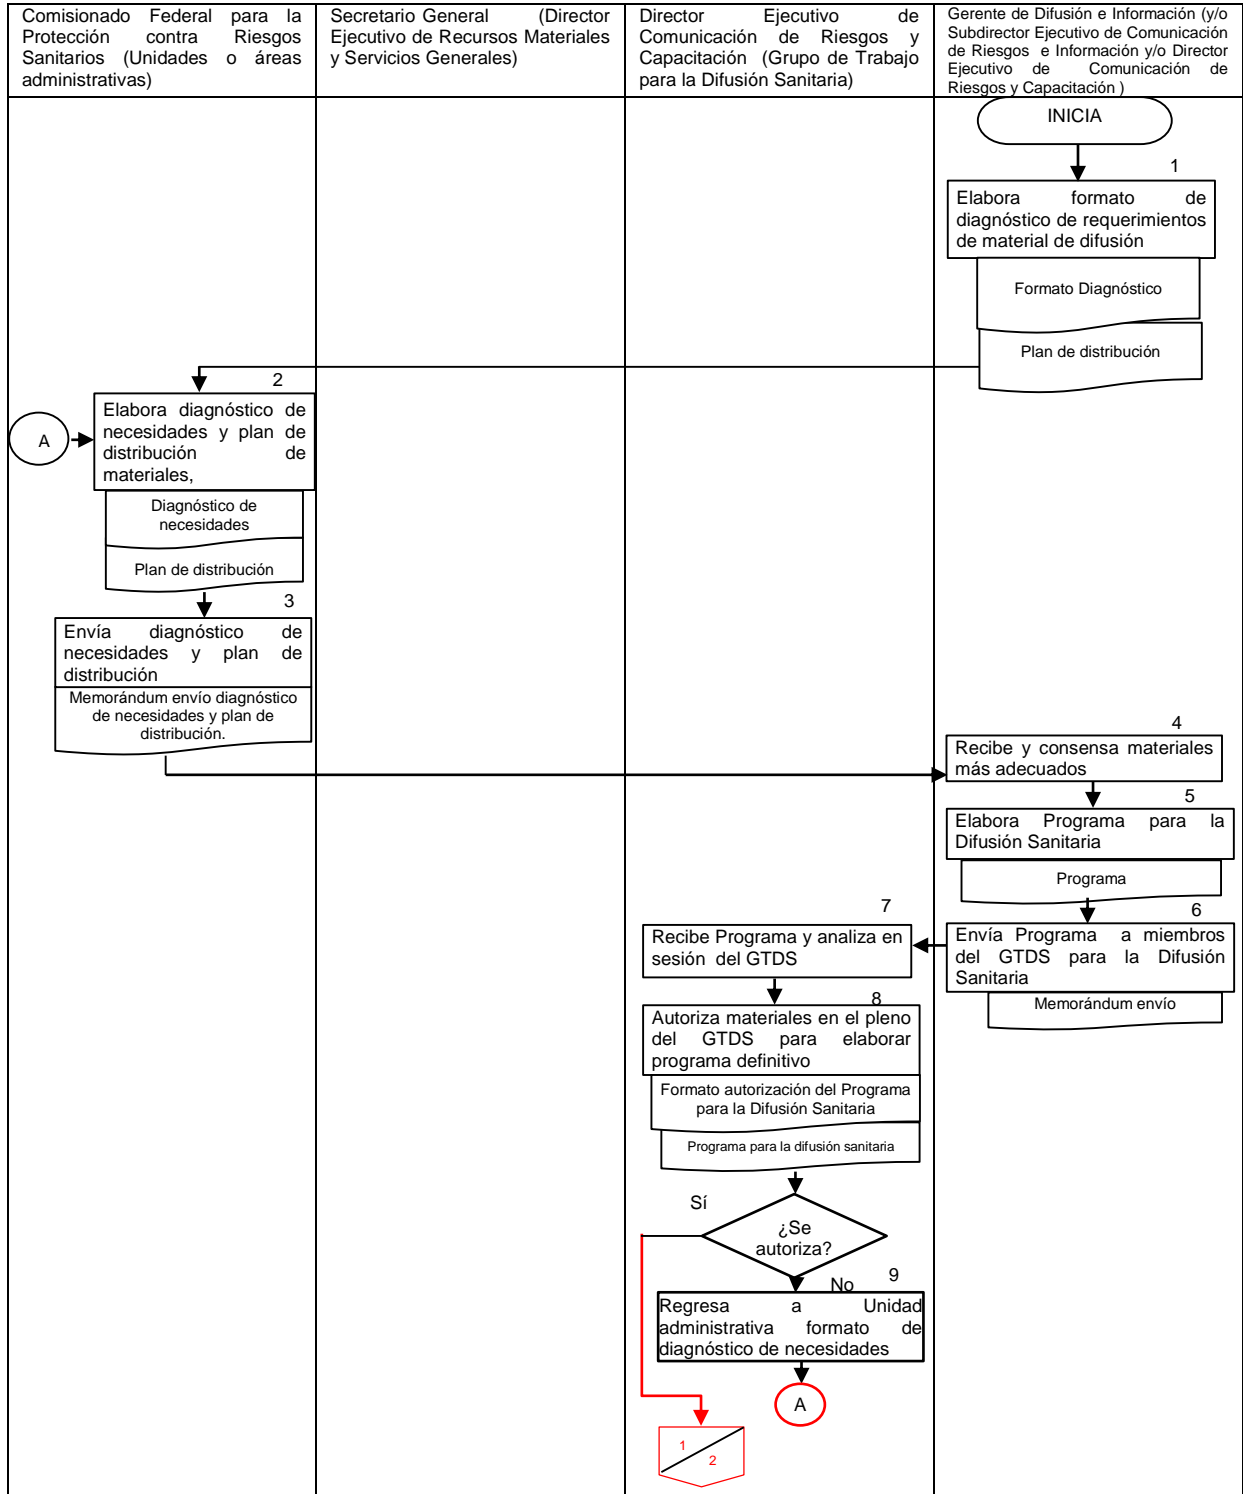 Comisionado Federal para la
Protección contra Riesgos
Sanitarios (Unidades o áreas
administrativas)
Secretario General (Director
Ejecutivo de Recursos Materiales
y Servicios Generales)
Director Ejecutivo de
Comunicación de Riesgos y
Capacitación (Grupo de Trabajo
para la Difusión Sanitaria)
Gerente de Difusión e Información (y/o
Subdirector Ejecutivo de Comunicación
de Riesgos e Información y/o Director
Ejecutivo de Comunicación de
Riesgos y Capacitación )
INICIA
1
Elabora formato de
diagnóstico de requerimientos
de material de difusión
Formato Diagnóstico
Plan de distribución
2
A
Elabora diagnóstico de
necesidades y plan de
distribución de
materiales,
Diagnóstico de
necesidades
Plan de distribución
3
Envía diagnóstico de
necesidades y plan de
distribución
Memorándum envío diagnóstico
de necesidades y plan de
distribución.
4
Recibe y consensa materiales
más adecuados
5
Elabora Programa para la
Difusión Sanitaria
Programa
6
Envía Programa a miembros
del GTDS para la Difusión
Sanitaria
Memorándum envío
7
Recibe Programa y analiza en
sesión del GTDS
8
Autoriza materiales en el pleno
del GTDS para elaborar
programa definitivo
Formato autorización del Programa
para la Difusión Sanitaria
Programa para la difusión sanitaria
Sí
¿Se
autoriza?
No
9
Regresa a Unidad
administrativa formato de
diagnóstico de necesidades
A
1
2